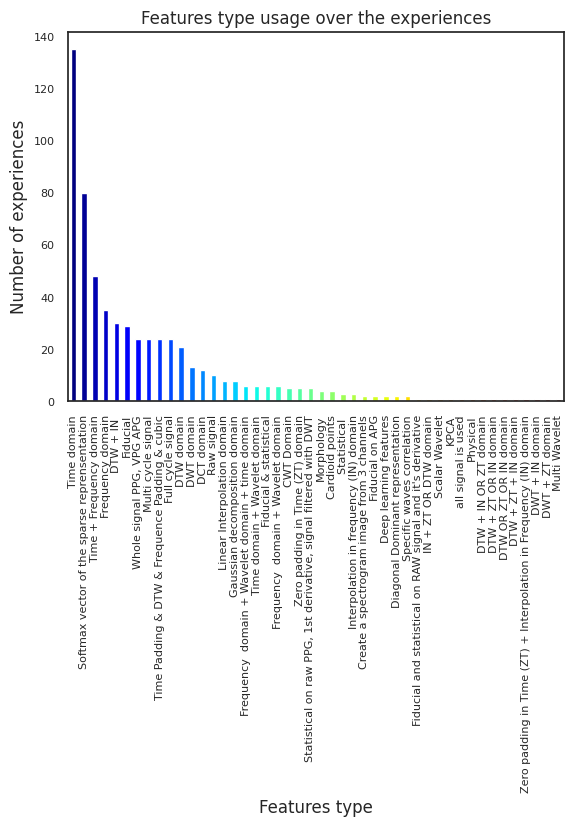 Features type usage over the experiences
Number of experiences
140
120
100
80
60
40
20
0
Time domain
Softmax vector of the sparse reprensentation
Time + Frequency domain
Frequency domain
DTW + IN
Fiducial
Whole signal PPG, VPG APG
Multi cycle signal
Time Padding & DTW & Frequence Padding & cubic
Full cycle signal
DTW domain
DWT domain
DCT domain
Raw signal
Linear Interpolation domain
Gaussian decomposition domain
Frequency  domain + Wavelet domain + time domain
Time domain + Wavelet domain
Fiducial & statistical
Frequency  domain + Wavelet domain
CWT Domain
Zero padding in Time (ZT) domain
Statistical on raw PPG, 1st derivative, signal filtered with DWT
Mophology
Cardioid points
Statistical
Interpolation in frequency (IN) domain
Create a spectrogram image from 3 channels
Fiducial on APG
Deep learning features
Diagonal Dominant representation
Specific waves correlation
Fiducial and statistical on RAW signal and it's derivative
IN + ZT OR DTW domain
Scalar Wavelet
KPCA
all signal is used
Physical
DTW + IN OR ZT domain
DTW + ZT OR IN domain
DTW OR ZT OR IN domain
DTW + ZT + IN domain
Zero padding in Time (ZT) + Interpolation in Frequency (IN) domain
DWT + IN domain
DWT + ZT domain
Multi Wavelet
Features type